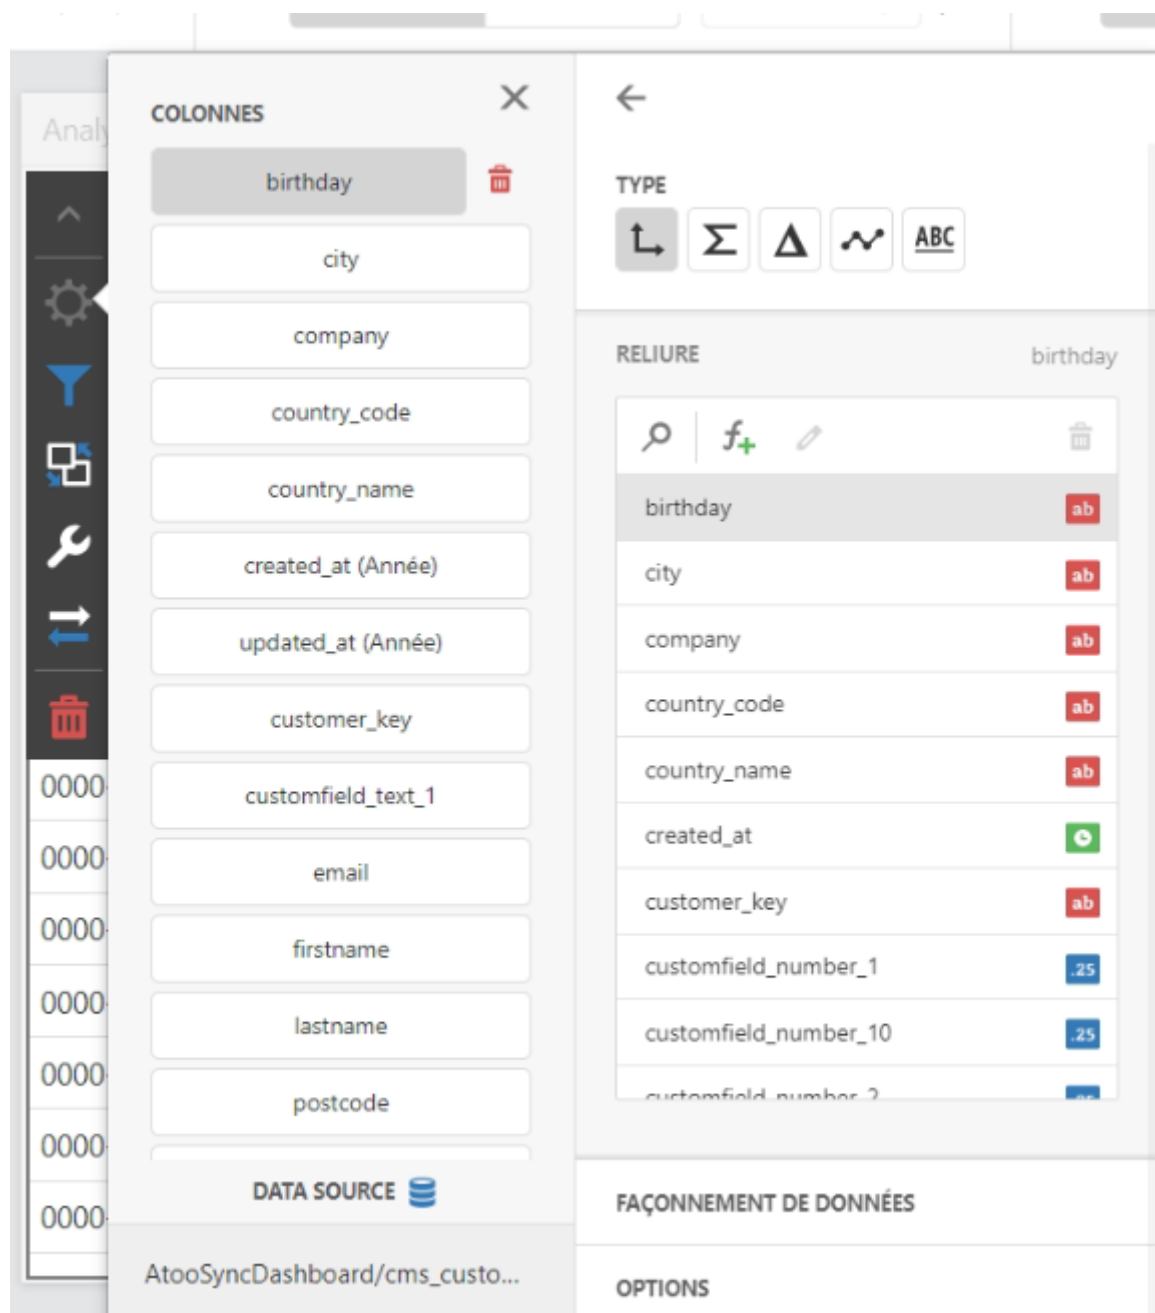 Analy
COLONNES
birthday
city
company
country_code
country_name
created_at (Année)
updated_at (Année)
customer_key
customfield_text_1
email
firstname
lastname
postcode
DATA SOURCE
AtooSyncDashboard/cms_custo...
0000
0000
0000
0000
0000
0000
0000
TYPE
ABC
RELIURE birthday
f+
birthday ab
city ab
company ab
country_code ab
country_name ab
created_at
customer_key ab
customfield_number_1 .25
customfield_number_10 .25
customfield_number_2 .25
FAÇONNEMENT DE DONNÉES
OPTIONS